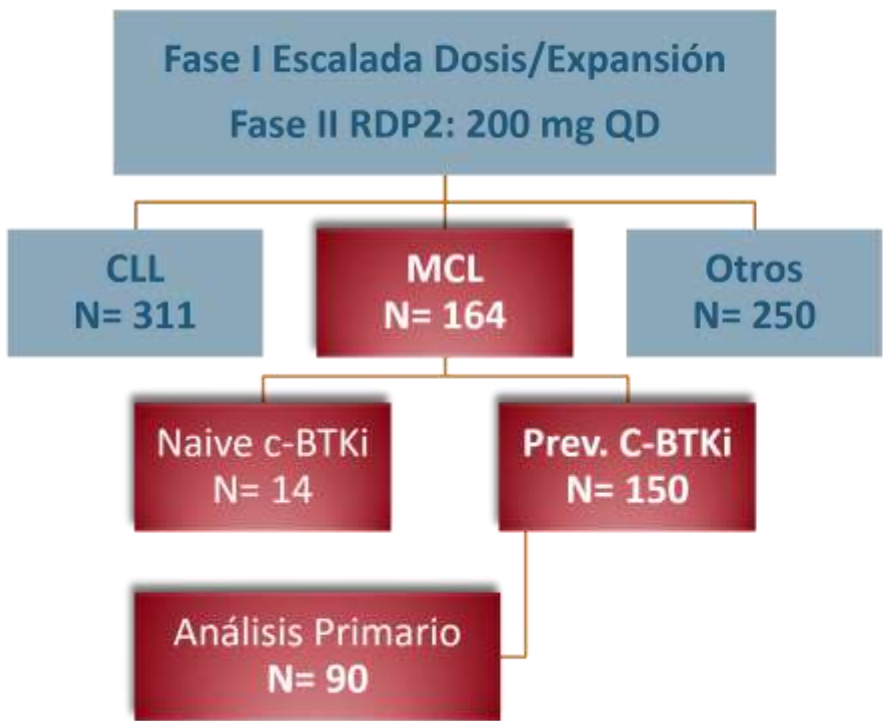 Fase I Escalada Dosis/Expansión
Fase II RDP2: 200 mg QD
CLL
N= 311
MCL
N= 164
Otros
N= 250
Naive c-BTKi
N= 14
Prev. C-BTKi
N= 150
Análisis Primario
N= 90